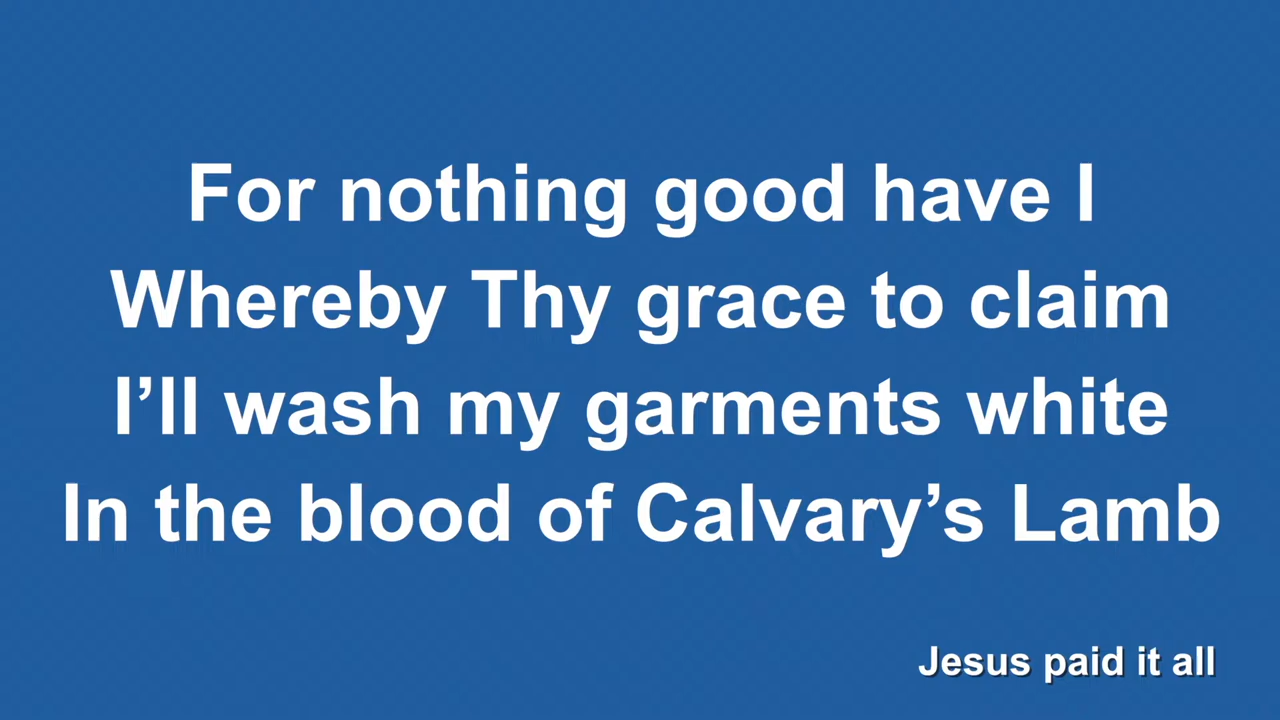 For nothing good have I
Whereby Thy grace to claim
I’ll wash my garments white
In the blood of Calvary’s Lamb
Jesus paid it all